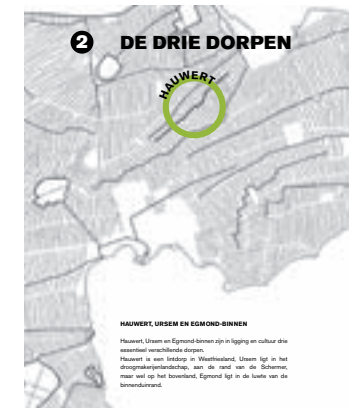 2 DE DRIE DORPEN
HAUWERT
HAUWERT, URSEM EN EGMOND-BINNEN
Hauwert, Ursem en Egmond-binnen zijn in ligging en cultuur drie
essentieel verschillende dorpen.
Hauwert is een lintdorp in Westfriesland, Ursem ligt in het
droogmakerijenlandschap, aan de rand van de Schermer,
maar wel op het bovenland, Egmond ligt in de luwte van de
binnenduinrand.